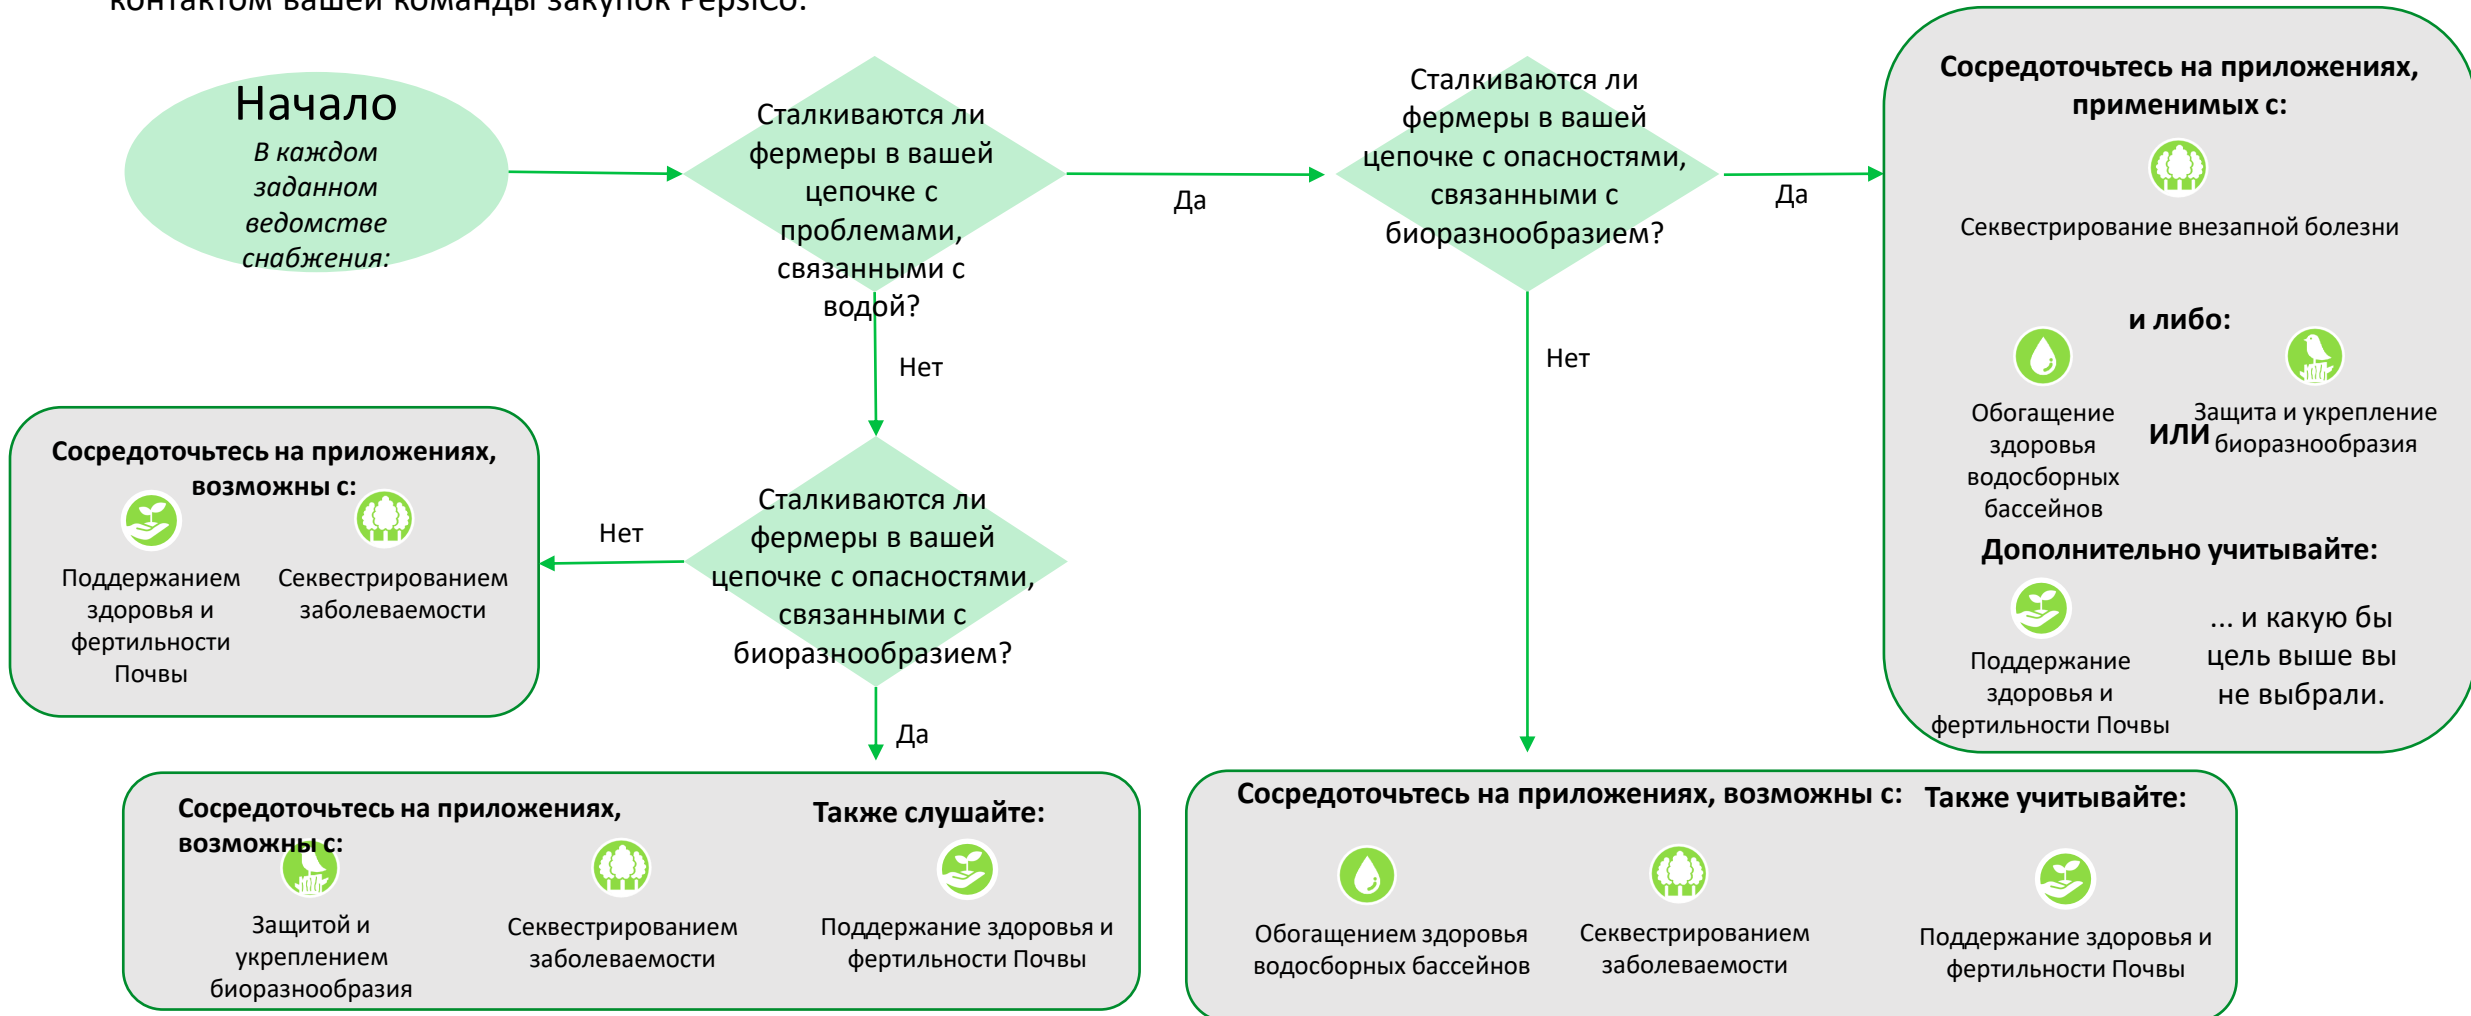 контактом вашей команды закупок PepsiCo.
Начало
В каждом
заданном
ведомстве
снабжения:
Сталкиваются ли
фермеры в вашей
цепочке с
проблемами,
связанными с
водой?
Да
Сталкиваются ли
фермеры в вашей
цепочке с опасностями,
связанными с
биоразнообразием?
Да
Сосредоточьтесь на приложениях,
применимых с:
Секвестрирование внезапной болезни
и либо:
Обогащение
здоровья
водосборных
бассейнов
ИЛИ
Защита и укрепление
биоразнообразия
Дополнительно учитывайте:
Поддержание
здоровья и
фертильности Почвы
... и какую бы
цель выше вы
не выбрали.
Нет
Нет
Сталкиваются ли
фермеры в вашей
цепочке с опасностями,
связанными с
биоразнообразием?
Нет
Сосредоточьтесь на приложениях,
возможны с:
Поддержанием
здоровья и
фертильности
Почвы
Секвестрированием
заболеваемости
Да
Сосредоточьтесь на приложениях,
возможны с:
Также слушайте:
Защитой и
укреплением
биоразнообразия
Секвестрированием
заболеваемости
Поддержание здоровья и
фертильности Почвы
Сосредоточьтесь на приложениях, возможны с:
Также учитывайте:
Обогащением здоровья
водосборных бассейнов
Секвестрированием
заболеваемости
Поддержание здоровья и
фертильности Почвы